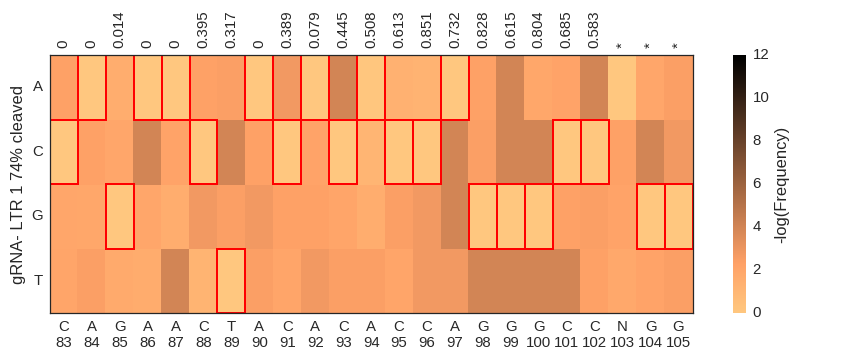 0 0 0.014 0 0 0.395 0.317 0 0.389 0.079 0.445 0.508 0.613 0.851 0.732 0.828 0.615 0.804 0.685 0.583 * * *
gRNA- LTR 1 74% cleaved
A
C
G
T
C A G A A C T A C A C A C C A G G G C C N G G
83 84 85 86 87 88 89 90 91 92 93 94 95 96 97 98 99 100 101 102 103 104 105
12
10
8
6
4
2
0
-log(Frequency)